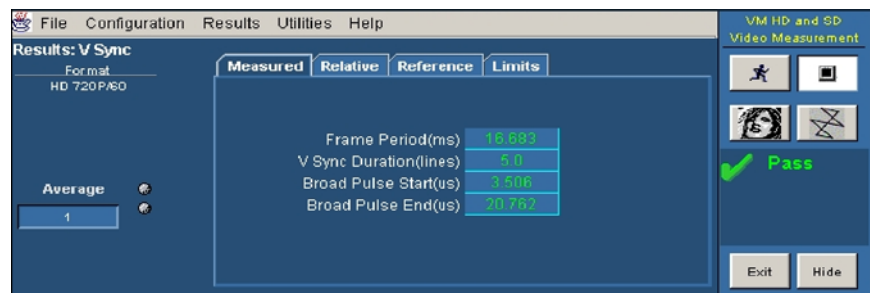 File Configuration Results Utilities Help
VM HD and SD
Video Measurement
Results: V Sync
Format
HD 720P/60
Measured Relative Reference Limits
Frame Period(ms) 16.683
V Sync Duration(lines) 5.0
Broad Pulse Start(us) 3.506
Broad Pulse End(us) 20.762
Average
1
Pass
Exit Hide